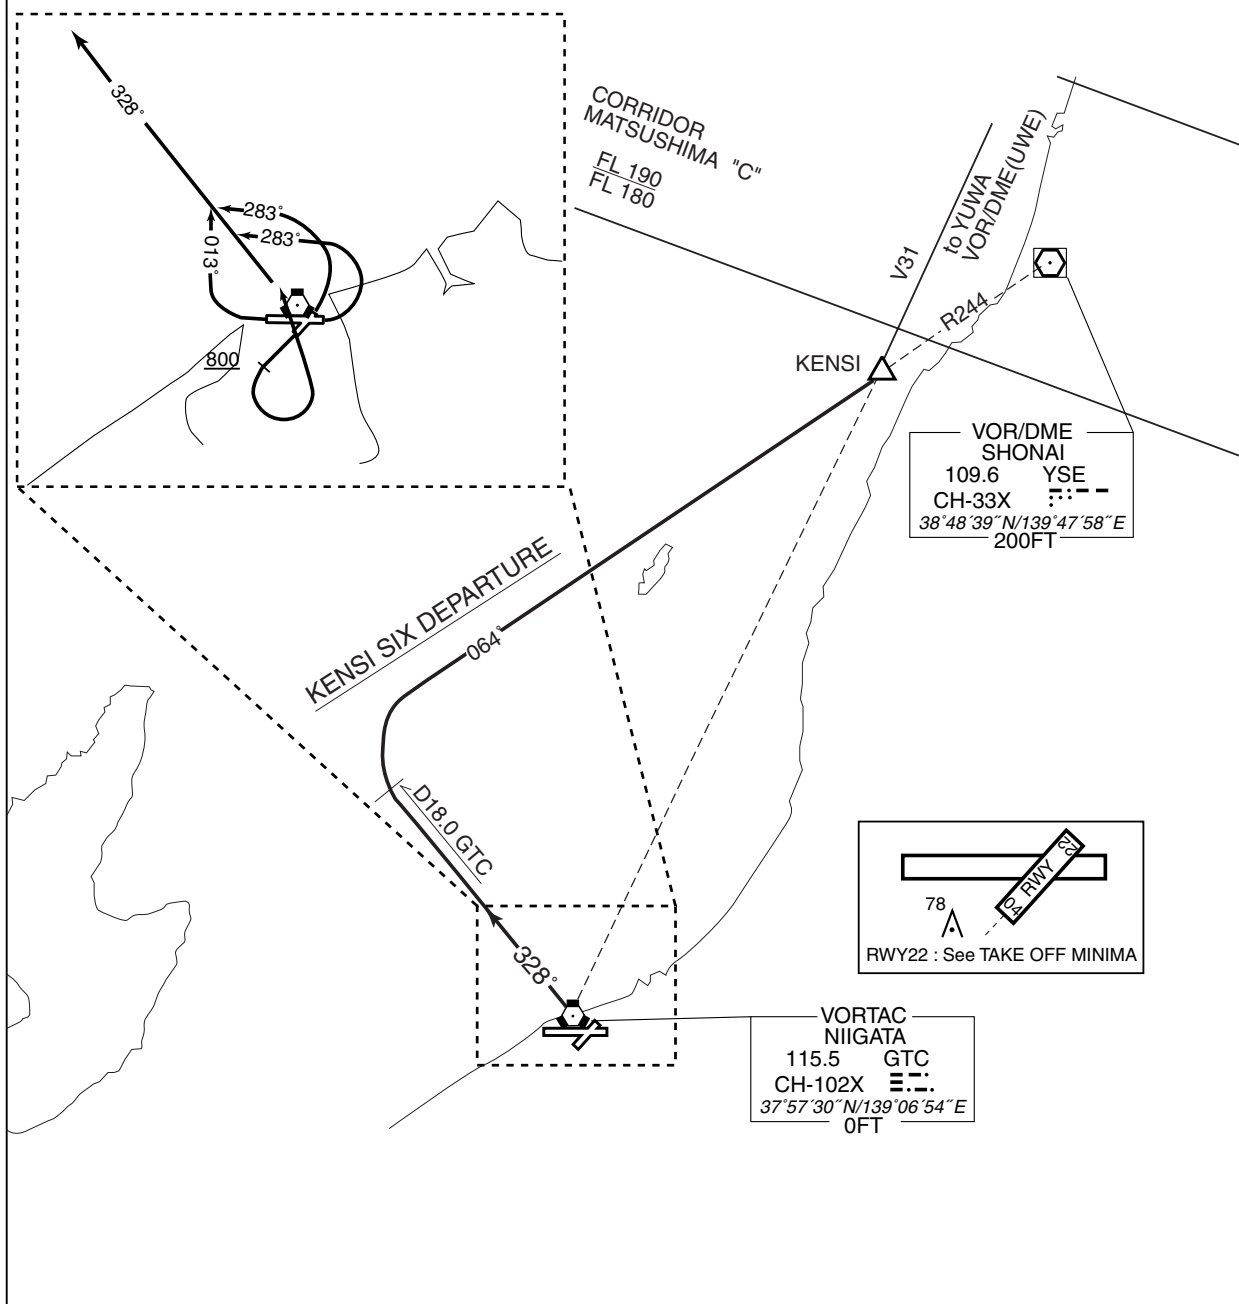 328°
283°
283°
013°
800
CORRIDOR
MATSUSHIMA "C"
FL 190
FL 180
V31
to YUWA
VOR/DME(UWE)
R244
KENSI
VOR/DME
SHONAI
109.6 YSE
CH-33X
38°48′39″N/139°47′58″E
200FT
KENSI SIX DEPARTURE
064°
D18.0 GTC
328°
22
RWY
04
78
RWY22 : See TAKE OFF MINIMA
VORTAC
NIIGATA
115.5 GTC
CH-102X
37°57′30″N/139°06′54″E
0FT